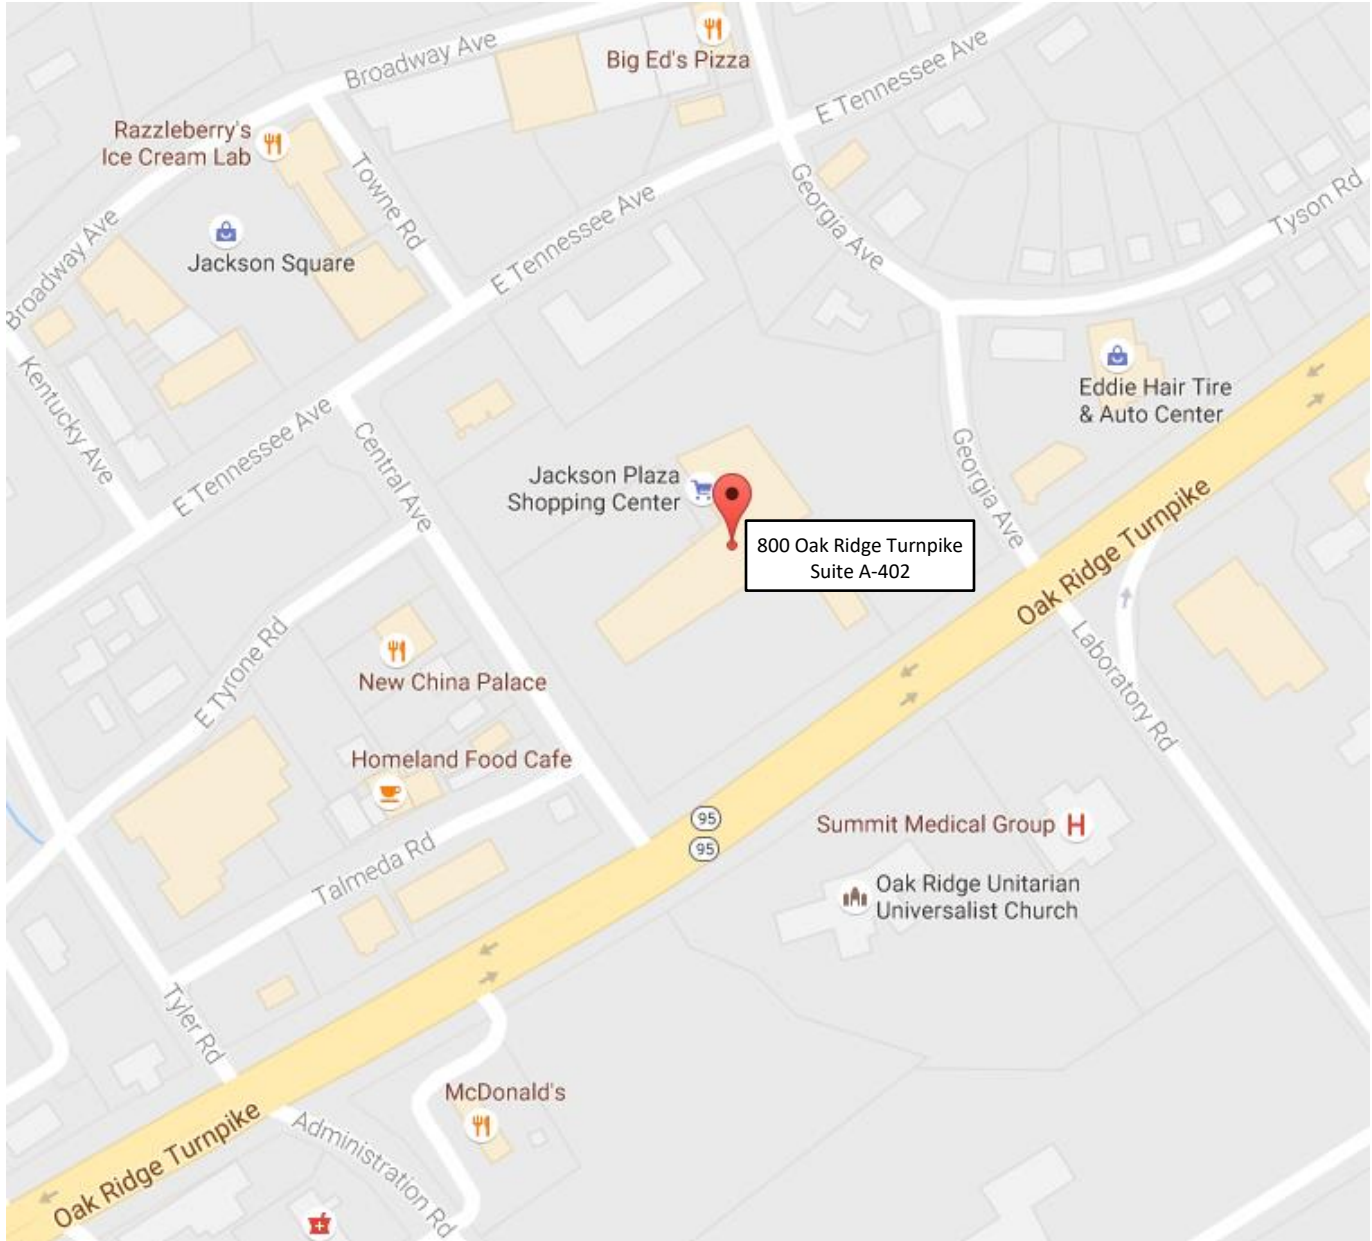 Broadway Ave
Big Ed's Pizza
E Tennessee Ave
Razzleberry's
Ice Cream Lab
Towne Rd
Georgia Ave
Tyson Rd
Broadway Ave
Jackson Square
E Tennessee Ave
Kentucky Ave
Eddie Hair Tire
& Auto Center
E Tennessee Ave
Central Ave
Jackson Plaza
Shopping Center
Georgia Ave
Oak Ridge Turnpike
800 Oak Ridge Turnpike
Suite A-402
E Tyrone Rd
New China Palace
Laboratory Rd
Homeland Food Cafe
95
95
Summit Medical Group H
Talmeda Rd
Oak Ridge Unitarian
Universalist Church
Tyler Rd
McDonald's
Oak Ridge Turnpike
Administration Rd